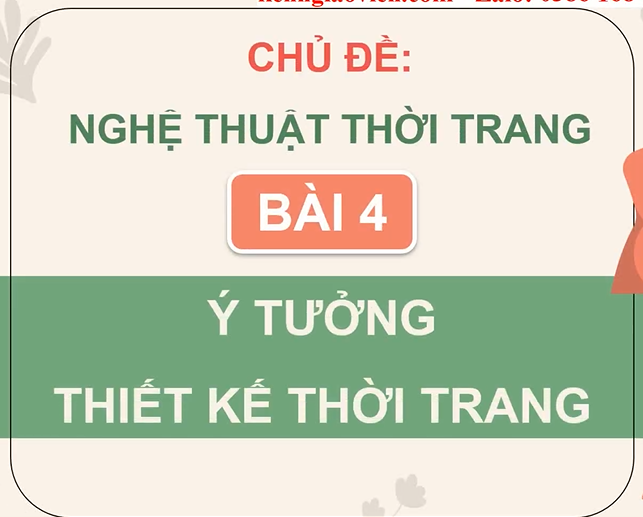 CHỦ ĐỀ:
NGHỆ THUẬT THỜI TRANG
BÀI 4
Ý TƯỞNG
THIẾT KẾ THỜI TRANG